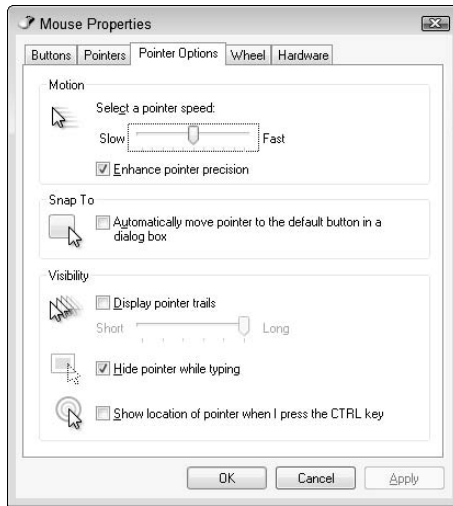 Mouse Properties
Buttons Pointers Pointer Options Wheel Hardware
Motion
Select a pointer speed:
Slow Fast
Enhance pointer precision
Snap To
Automatically move pointer to the default button in a
dialog box
Visibility
Display pointer trails
Short Long
Hide pointer while typing
Show location of pointer when I press the CTRL key
OK Cancel Apply